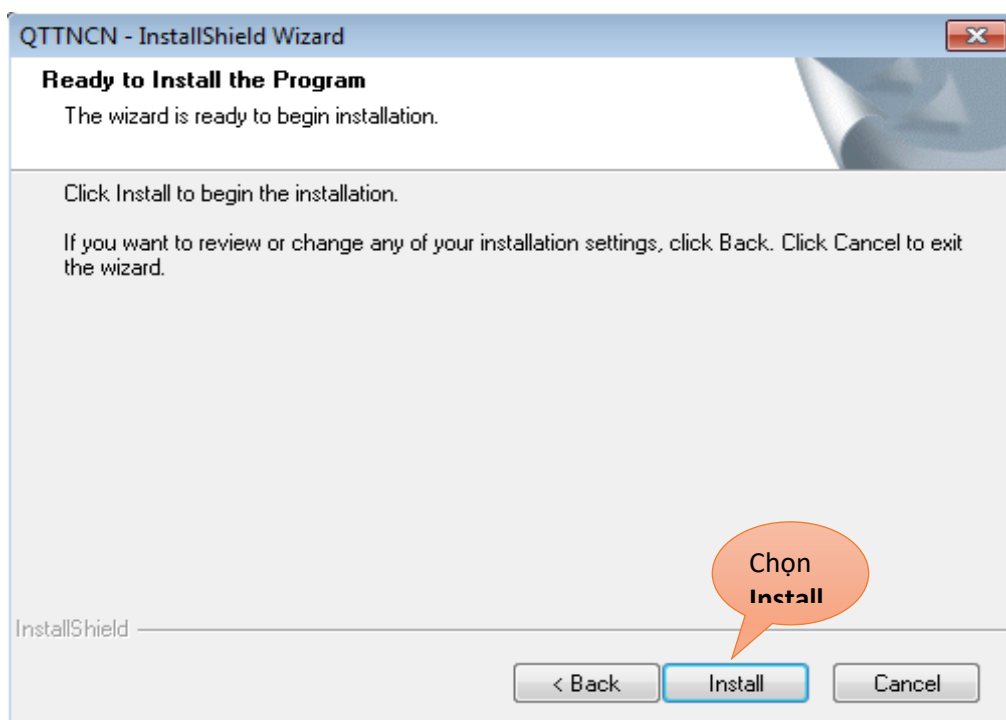 QTTNCN - InstallShield Wizard
Ready to Install the Program
The wizard is ready to begin installation.
Click Install to begin the installation.
If you want to review or change any of your installation settings, click Back. Click Cancel to exit
the wizard.
Chọn
Install
InstallShield
< Back
Install
Cancel